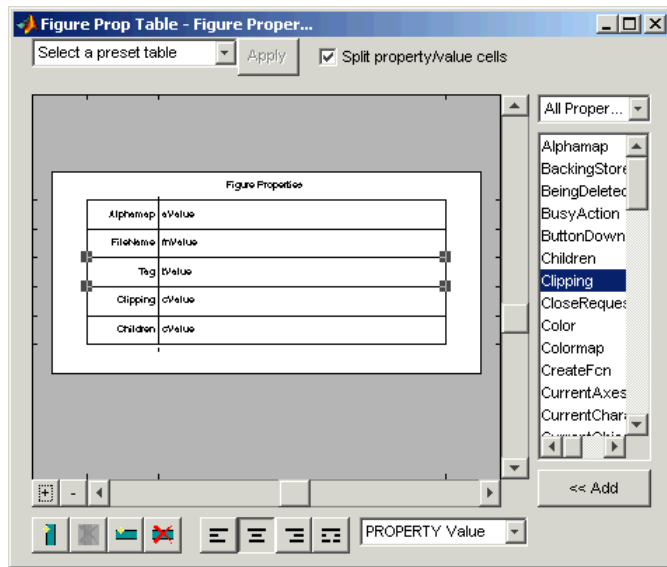 Figure Prop Table - Figure Proper...
Select a preset table
Apply
Split property/value cells
All Proper...
Figure Properties
Alphamap aValue
FileName fnValue
Tag tValue
Clipping cValue
Children cValue
Alphamap
BackingStore
BeingDeleted
BusyAction
ButtonDown
Children
Clipping
CloseReques
Color
Colormap
CreateFcn
CurrentAxes
CurrentChara
<< Add
PROPERTY Value